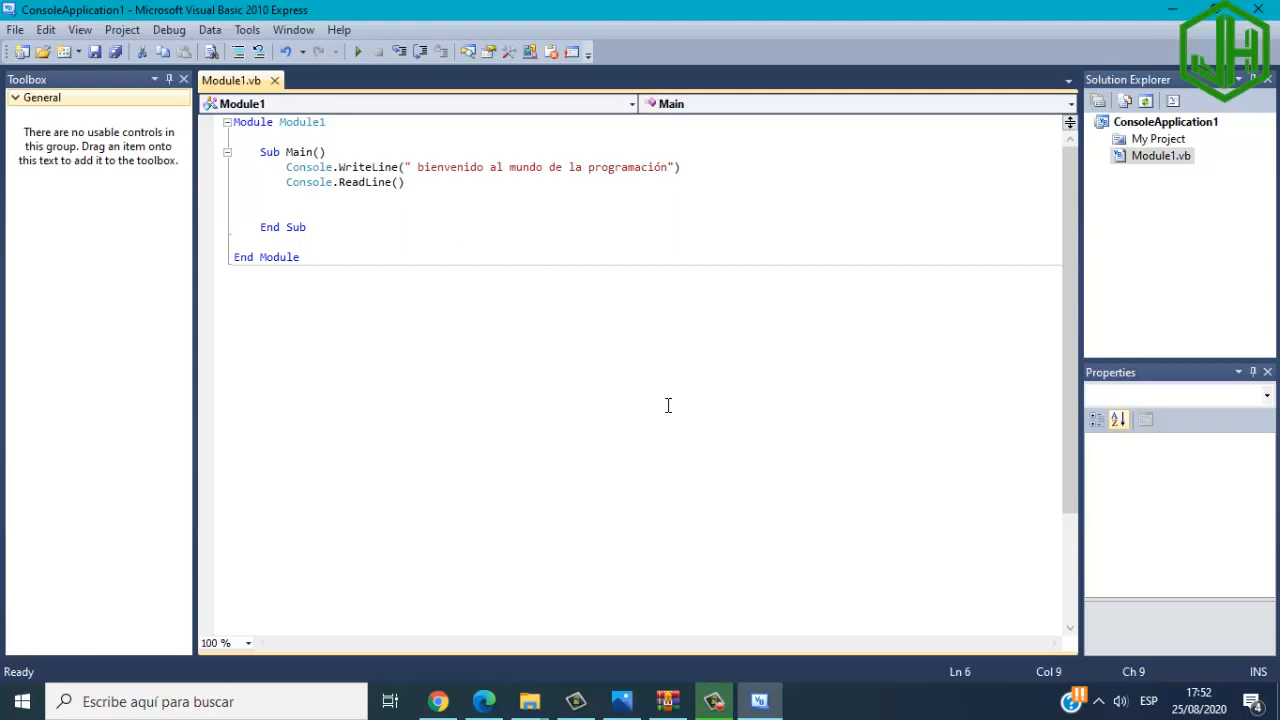 ConsoleApplication1 - Microsoft Visual Basic 2010 Express
File Edit View Project Debug Data Tools Window Help
Toolbox
General
There are no usable controls in
this group. Drag an item onto
this text to add it to the toolbox.
Module1.vb
Module1
Main
Module Module1
Sub Main()
Console.WriteLine(" bienvenido al mundo de la programación")
Console.ReadLine()
End Sub
End Module
100 %
Solution Explorer
ConsoleApplication1
My Project
Module1.vb
Properties
Ready
Ln 6
Col 9
Ch 9
INS
Escribe aquí para buscar
ESP
17:52
25/08/2020
4
JH